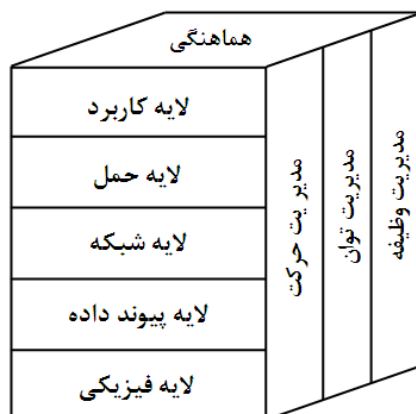 هماهنگی
لایه کاربرد
لایه حمل
لایه شبکه
لایه پیوند داده
لایه فیزیکی
مدیریت حرکت
مدیریت توان
مدیریت وظیفه